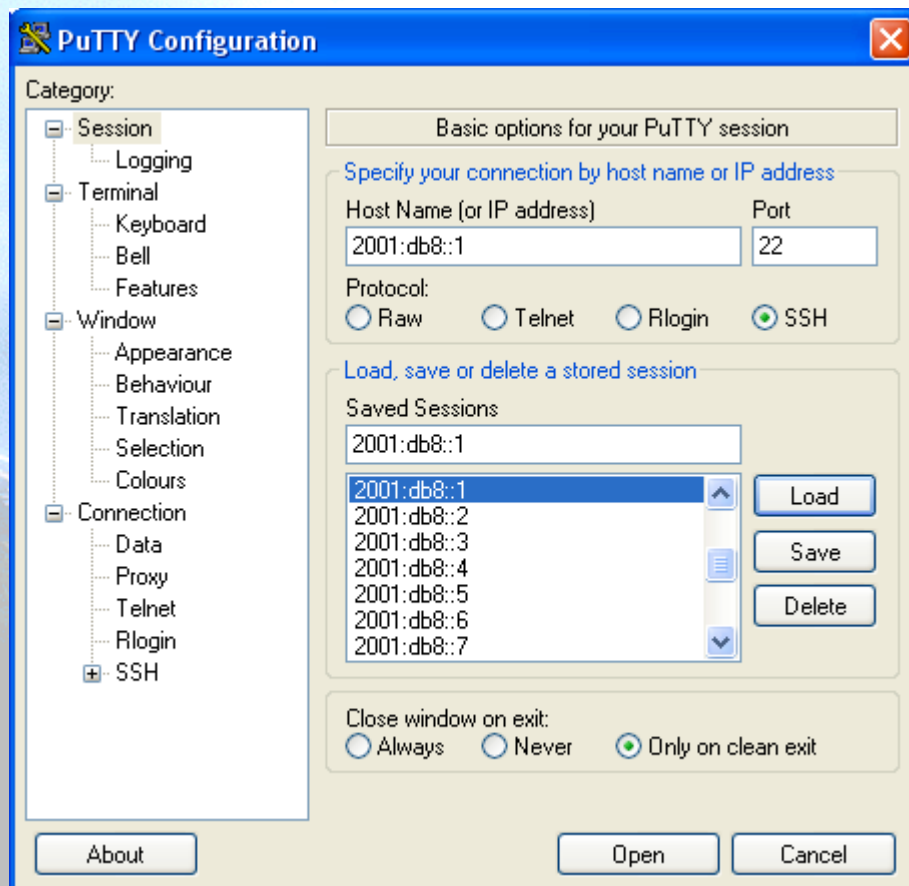 PuTTY Configuration
Category:
Session
Logging
Terminal
Keyboard
Bell
Features
Window
Appearance
Behaviour
Translation
Selection
Colours
Connection
Data
Proxy
Telnet
Rlogin
SSH
Basic options for your PuTTY session
Specify your connection by host name or IP address
Host Name (or IP address) Port
2001:db8::1 22
Protocol:
Raw Telnet Rlogin SSH
Load, save or delete a stored session
Saved Sessions
2001:db8::1
2001:db8::1
2001:db8::2
2001:db8::3
2001:db8::4
2001:db8::5
2001:db8::6
2001:db8::7
Load
Save
Delete
Close window on exit:
Always Never Only on clean exit
About Open Cancel